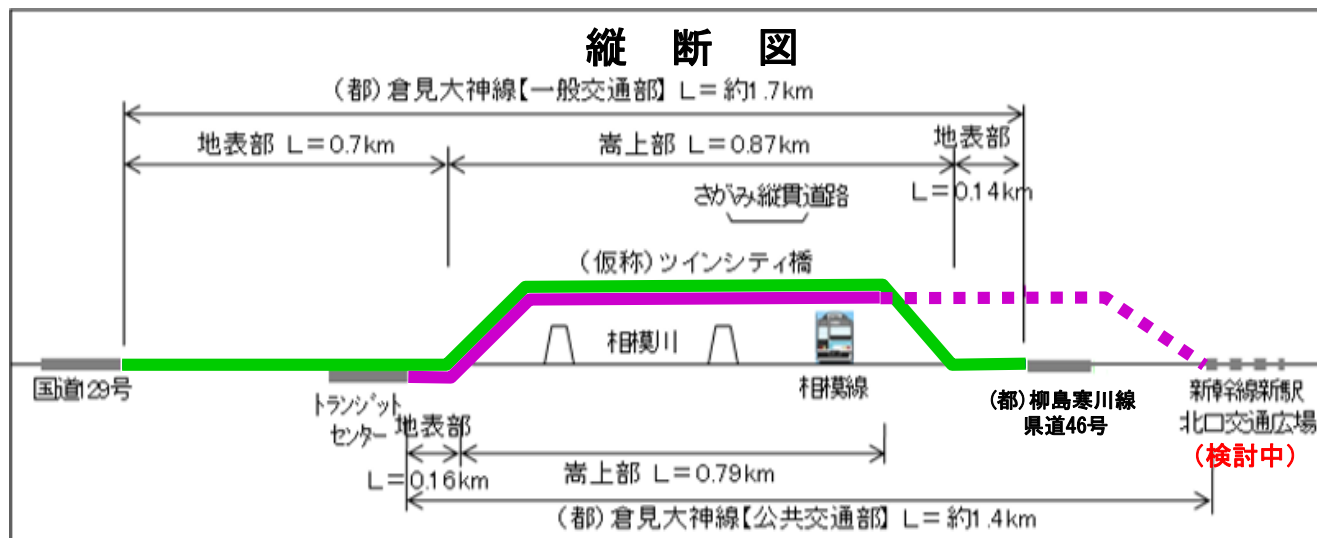 縦　断　図
(都)倉見大神線【一般交通部】 L=約1.7km
地表部 L=0.7km
嵩上部 L=0.87km
地表部
L=0.14km
さがみ縦貫道路
(仮称)ツインシティ橋
相模川
国道129号
トランジット
センター
相模線
(都)柳島寒川線
県道46号
新幹線新駅
北口交通広場
(検討中)
地表部
L=0.16km
嵩上部 L=0.79km
(都)倉見大神線【公共交通部】 L=約1.4km